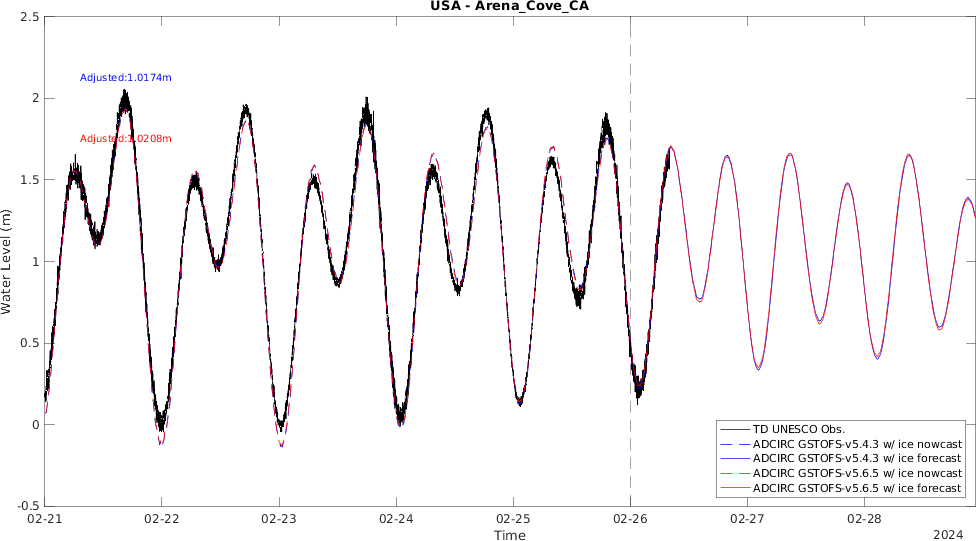 USA - Arena_Cove_CA
2.5
2
1.5
1
0.5
0
-0.5
Water Level (m)
Adjusted:1.0174m
Adjusted:1.0208m
TD UNESCO Obs.
ADCIRC GSTOFS-v5.4.3 w/ ice nowcast
ADCIRC GSTOFS-v5.4.3 w/ ice forecast
ADCIRC GSTOFS-v5.6.5 w/ ice nowcast
ADCIRC GSTOFS-v5.6.5 w/ ice forecast
02-21 02-22 02-23 02-24 02-25 02-26 02-27 02-28
Time
2024